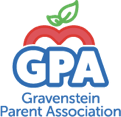 GPA
Gravenstein
Parent Association